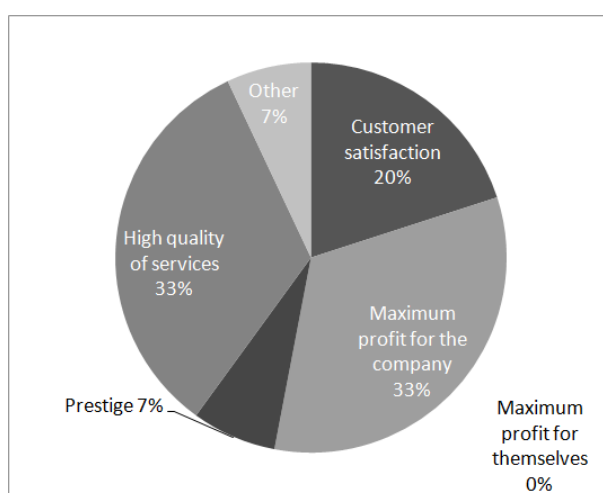 Other
7%
Customer
satisfaction
20%
High quality
of services
33%
Maximum
profit for the
company
33%
Prestige 7%
Maximum
profit for
themselves
0%